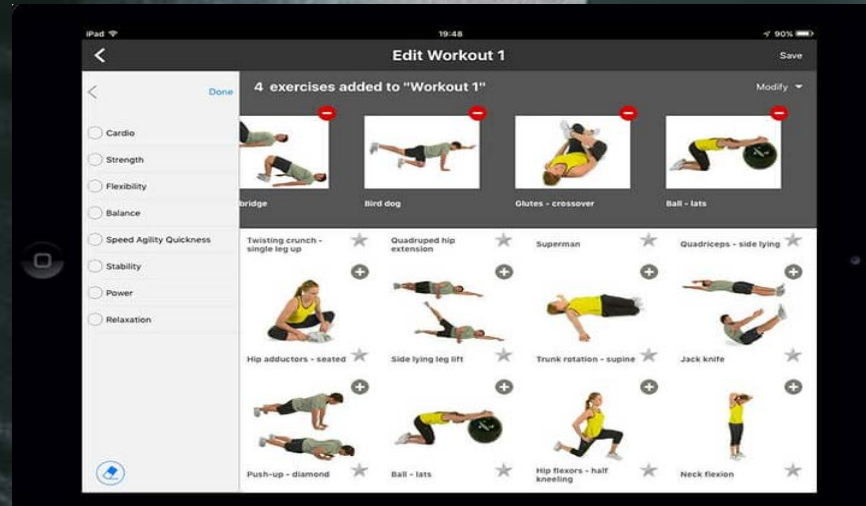 iPad 19:48 90%
Edit Workout 1
Save
Done
4 exercises added to "Workout 1"
Modify
Cardio
Strength
Flexibility
Balance
Speed Agility Quickness
Stability
Power
Relaxation
bridge
Bird dog
Glutes - crossover
Ball - lats
Twisting crunch -
single leg up
Quadruped hip
extension
Superman
Quadriceps - side lying
Hip adductors - seated
Side lying leg lift
Trunk rotation - supine
Jack knife
Push-up - diamond
Ball - lats
Hip flexors - half
kneeling
Neck flexion